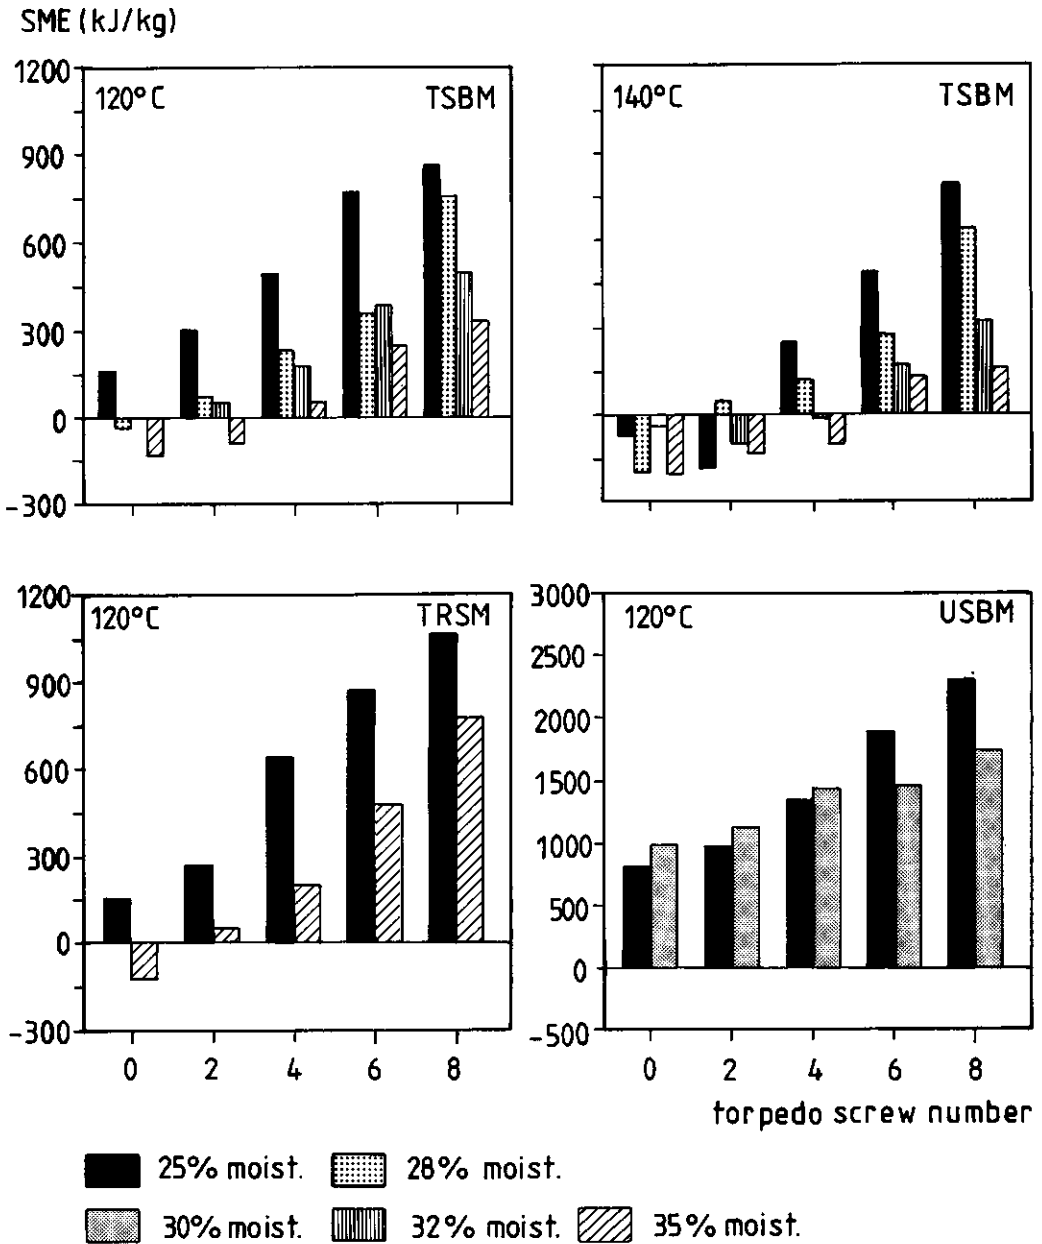 SME (kJ/kg)
1200
900
600
300
0
-300
120°C TSBM
140°C TSBM
1200
900
600
300
0
-300
120°C TRSM
3000
2500
2000
1500
1000
500
0
-500
120°C USBM
0 2 4 6 8
0 2 4 6 8
torpedo screw number
25% moist. 28% moist.
30% moist. 32% moist. 35% moist.